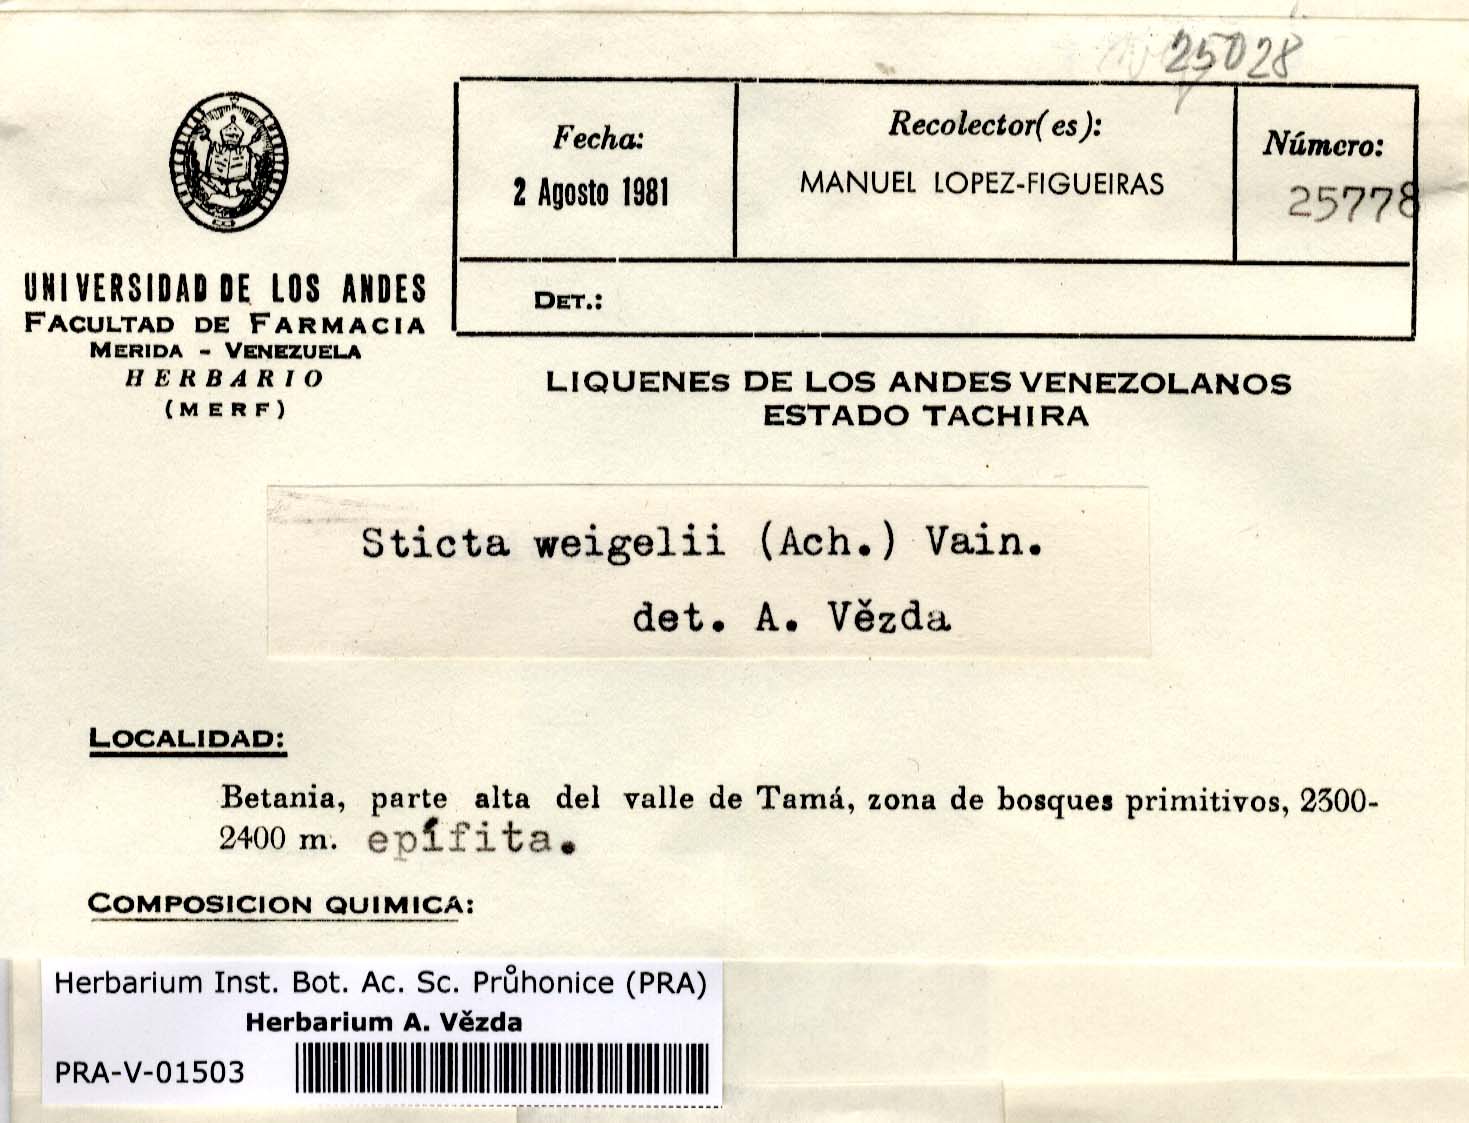 25028
Fecha:
2 Agosto 1981
Recolector(es):
MANUEL LOPEZ-FIGUEIRAS
Número:
25778
DET.:
UNIVERSIDAD DE LOS ANDES
FACULTAD DE FARMACIA
MERIDA - VENEZUELA
HERBARIO
(MERF)
LIQUENEs DE LOS ANDES VENEZOLANOS
ESTADO TACHIRA
Sticta weigelii (Ach.) Vain.
det. A. Vězda
LOCALIDAD:
Betania, parte alta del valle de Tamá, zona de bosques primitivos, 2300-
2400 m. epífita.
COMPOSICION QUIMICA:
Herbarium Inst. Bot. Ac. Sc. Průhonice (PRA)
Herbarium A. Vězda
PRA-V-01503